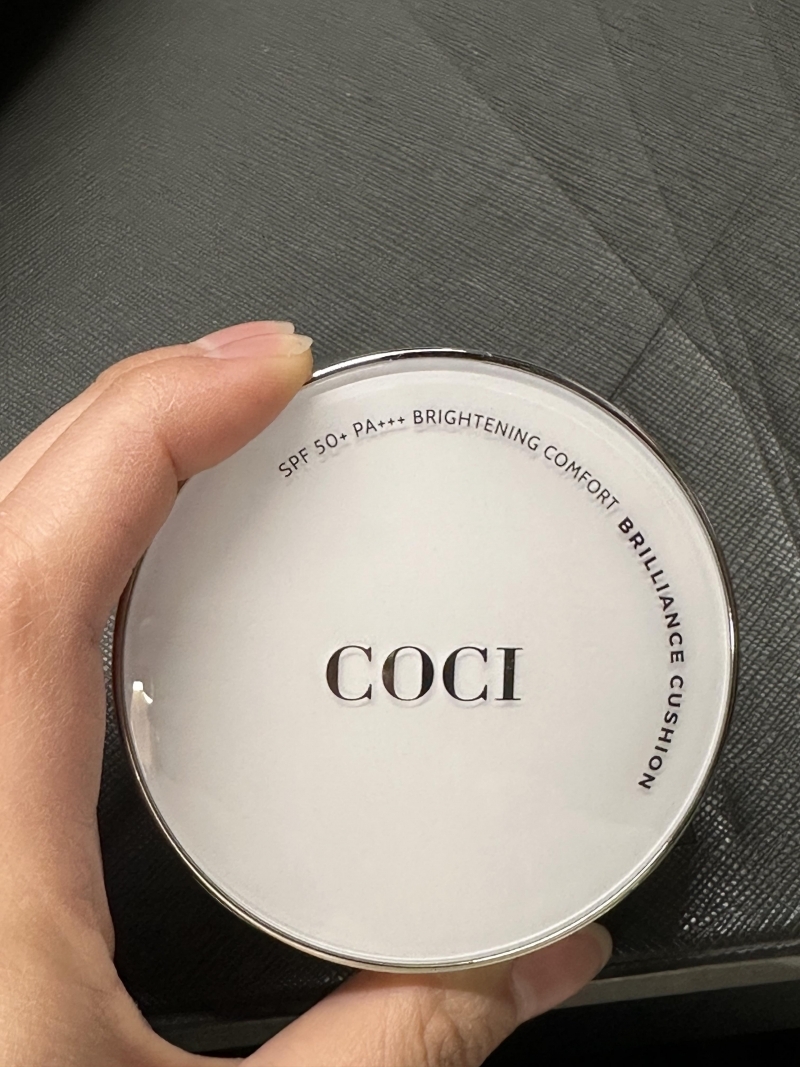 SPF 50+ PA+++ BRIGHTENING COMFORT BRILLIANCE CUSHION
COCI